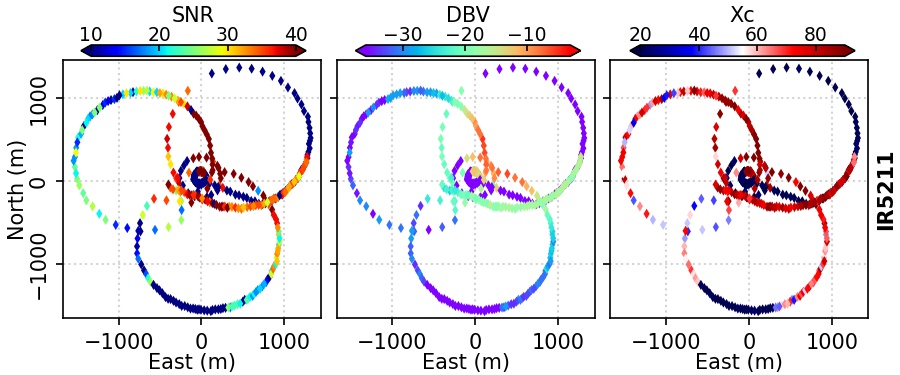 SNR DBV Xc
10 20 30 40 −30 −20 −10 20 40 60 80
North (m)
1000
0
−1000
−1000 0 1000 −1000 0 1000 −1000 0 1000
East (m) East (m) East (m)
IR5211